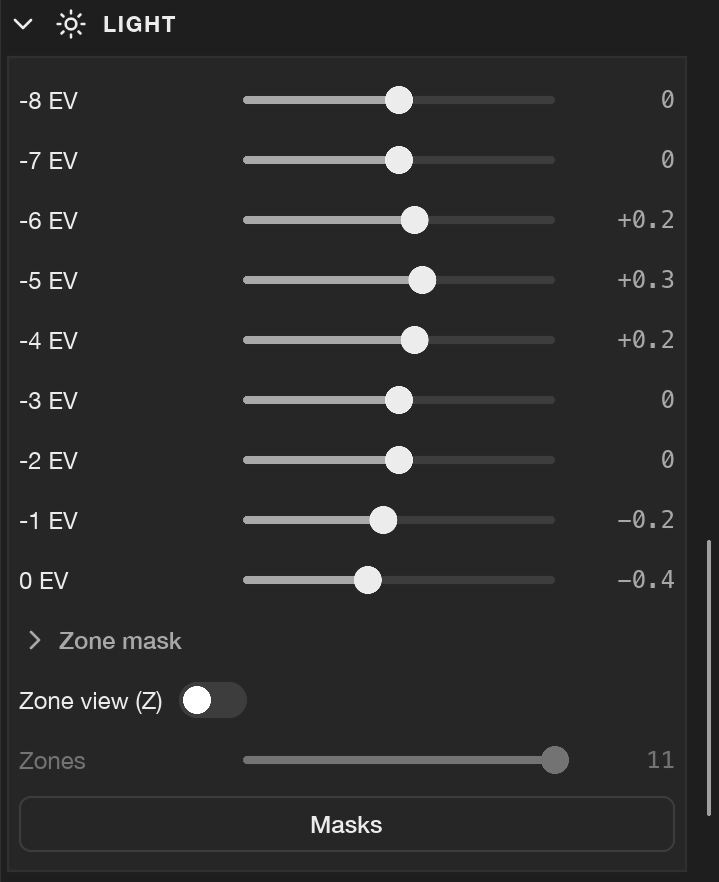 LIGHT
-8 EV 0
-7 EV 0
-6 EV +0.2
-5 EV +0.3
-4 EV +0.2
-3 EV 0
-2 EV 0
-1 EV −0.2
0 EV −0.4
Zone mask
Zone view (Z)
Zones 11
Masks